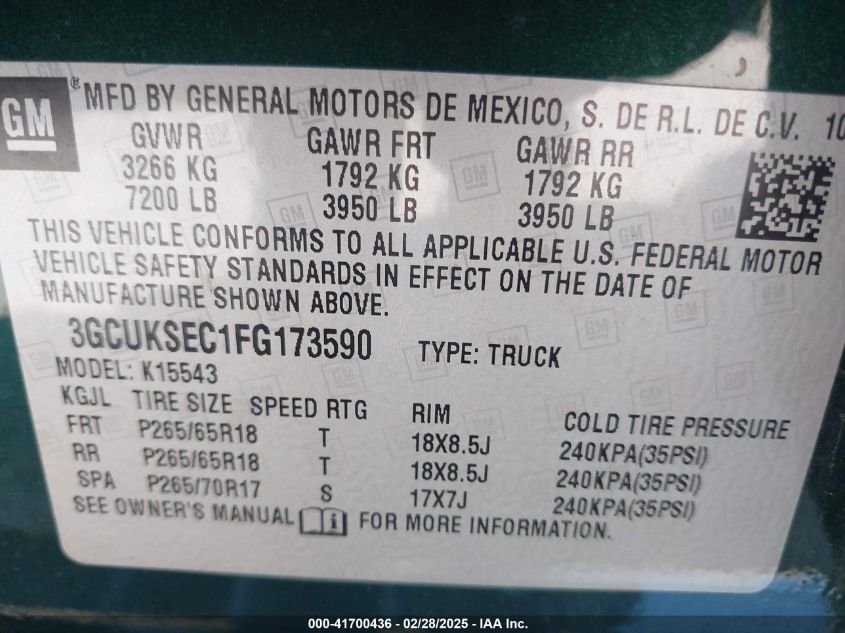 GM ® MFD BY GENERAL MOTORS DE MEXICO, S. DE R.L. DE C.V. 10
GVWR GAWR FRT GAWR RR
3266 KG 1792 KG 1792 KG
7200 LB 3950 LB 3950 LB
THIS VEHICLE CONFORMS TO ALL APPLICABLE U.S. FEDERAL MOTOR
VEHICLE SAFETY STANDARDS IN EFFECT ON THE DATE OF
MANUFACTURE SHOWN ABOVE.
3GCUKSEC1FG173590 TYPE: TRUCK
MODEL: K15543
KGJL TIRE SIZE SPEED RTG RIM COLD TIRE PRESSURE
FRT P265/65R18 T 18X8.5J 240KPA(35PSI)
RR P265/65R18 T 18X8.5J 240KPA(35PSI)
SPA P265/70R17 S 17X7J 240KPA(35PSI)
SEE OWNER'S MANUAL i FOR MORE INFORMATION.
000-41700436 - 02/28/2025 - IAA Inc.